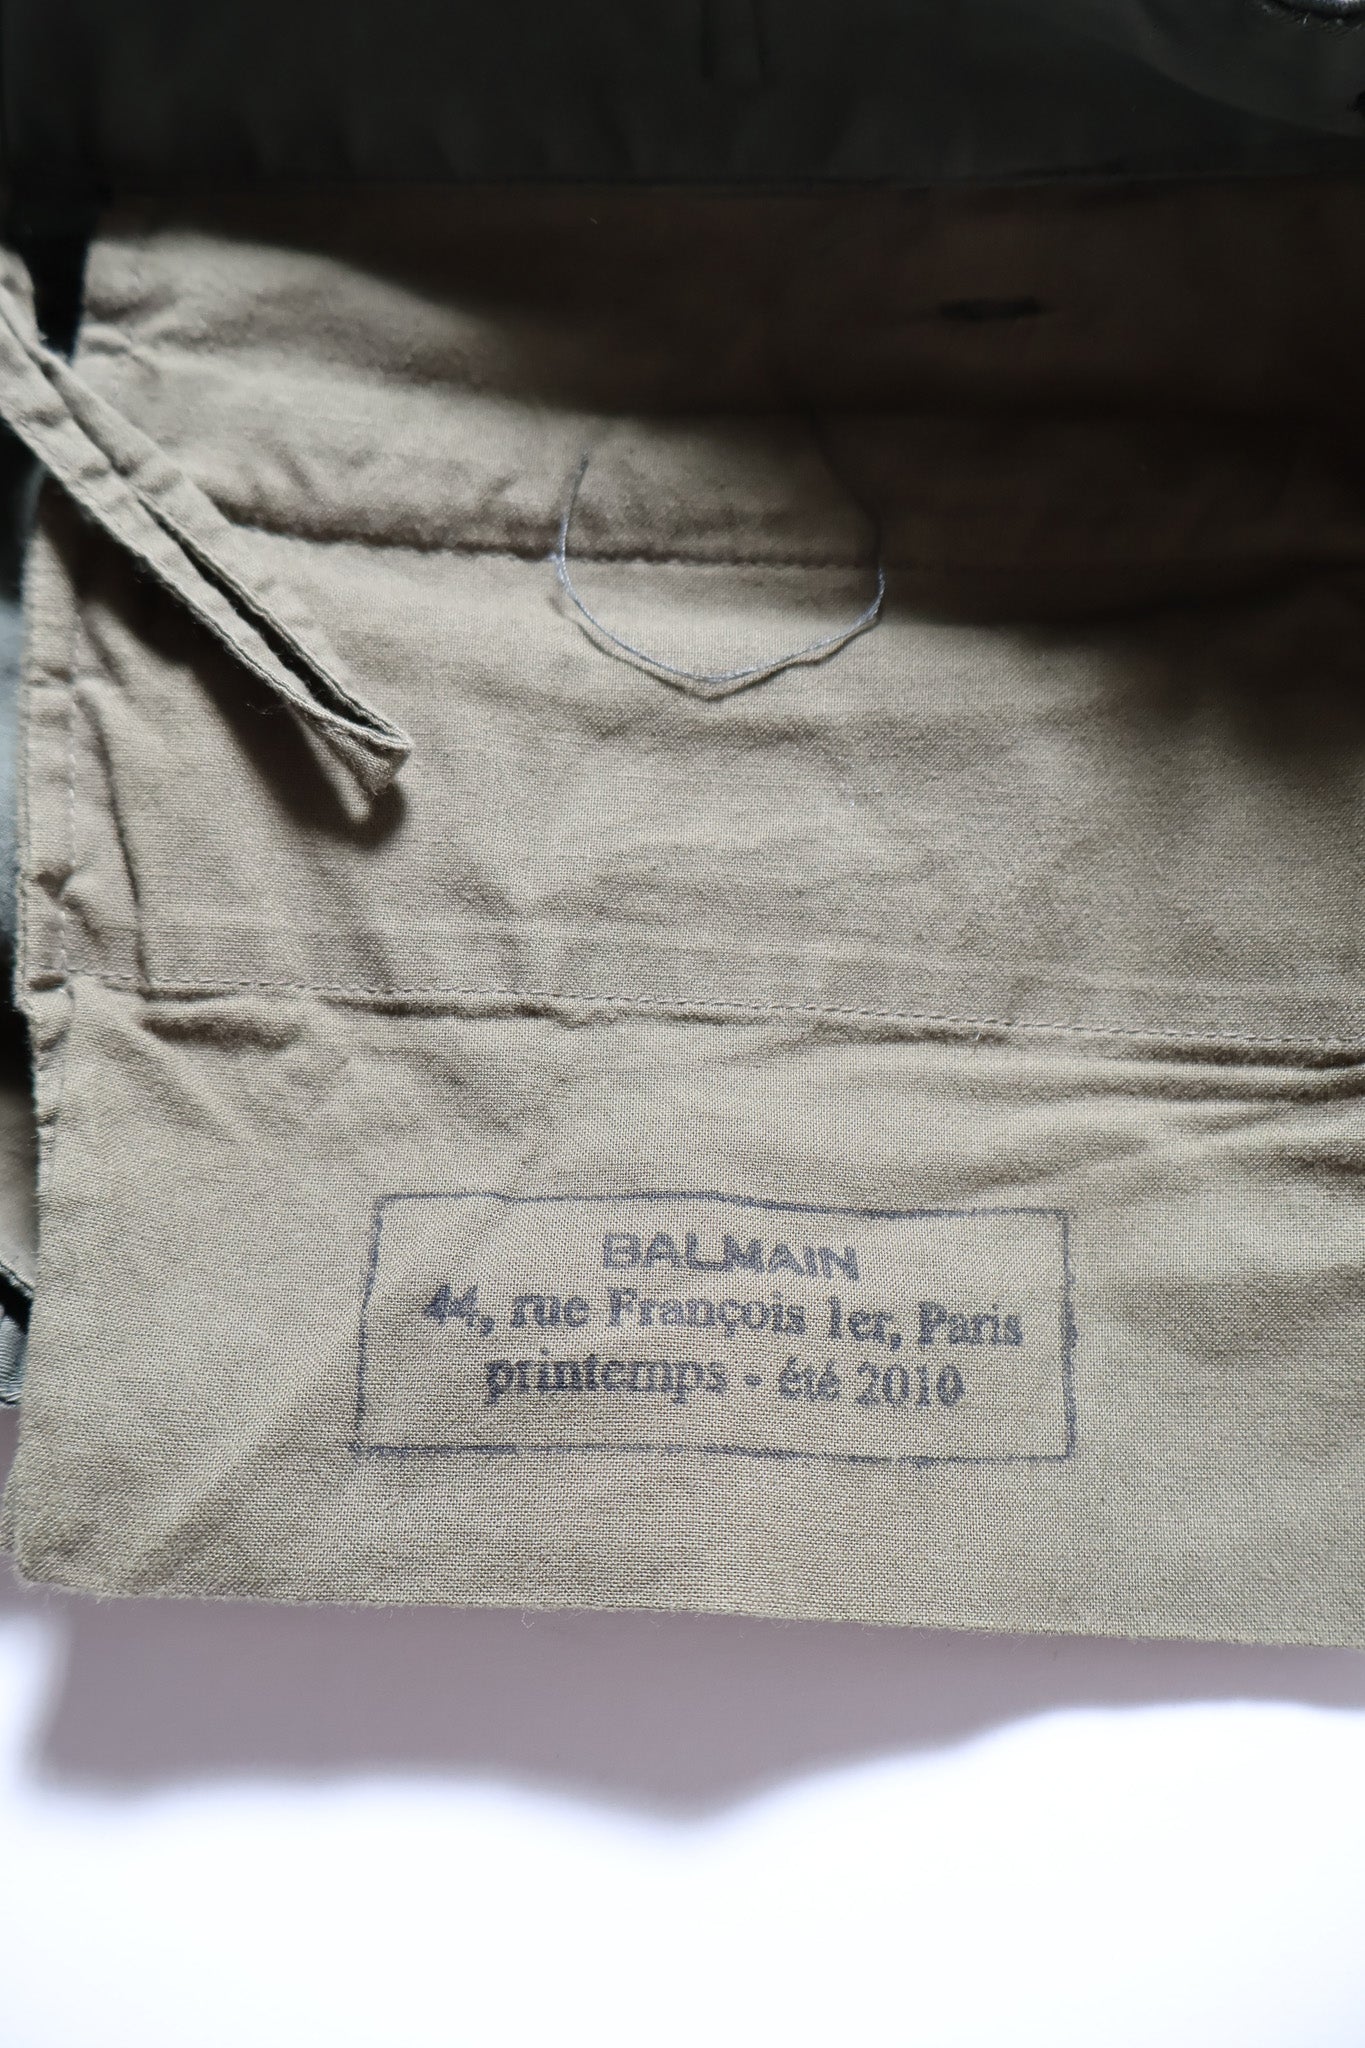 BALMAIN
44, rue François 1er, Paris
printemps - été 2010